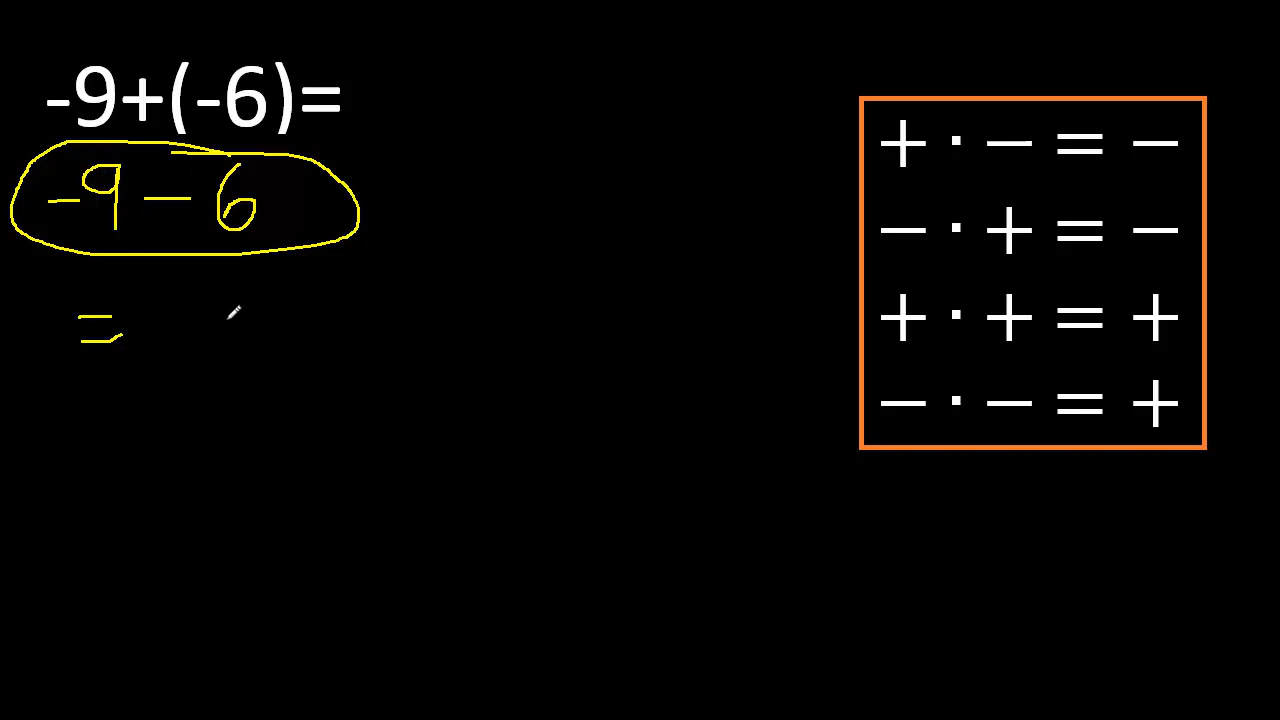 -9+(-6)=
-9-6
=
+ · - = -
- · + = -
+ · + = +
- · - = +